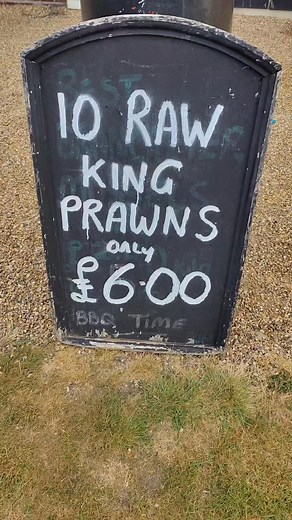 10 RAW
KING
PRAWNS
ONLY
£6.00
BBQ TIME